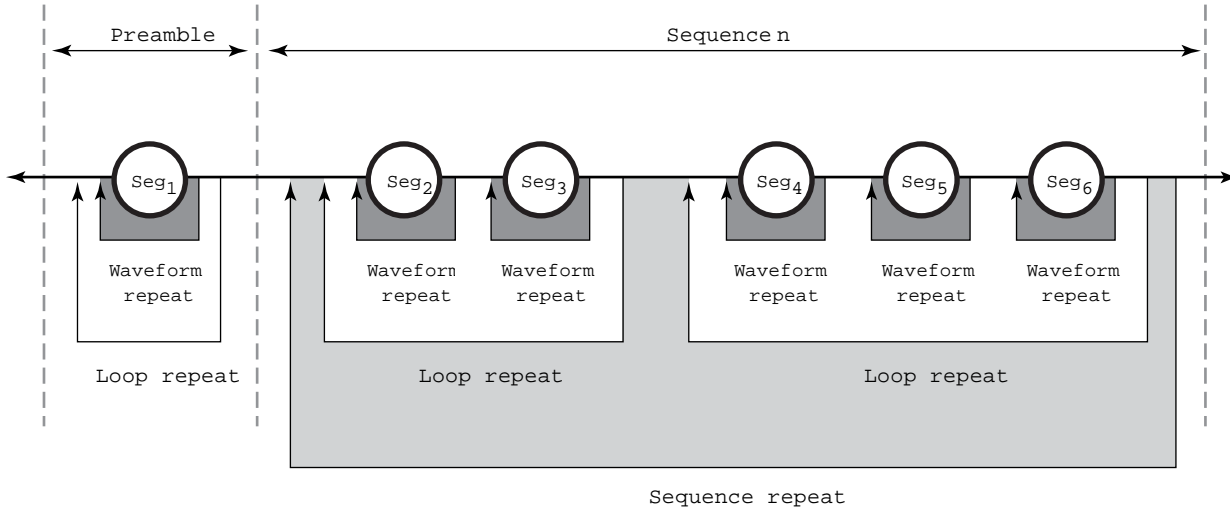 Preamble
Sequence n
Seg1
Seg2
Seg3
Seg4
Seg5
Seg6
Waveform
repeat
Waveform
repeat
Waveform
repeat
Waveform
repeat
Waveform
repeat
Waveform
repeat
Loop repeat
Loop repeat
Loop repeat
Sequence repeat